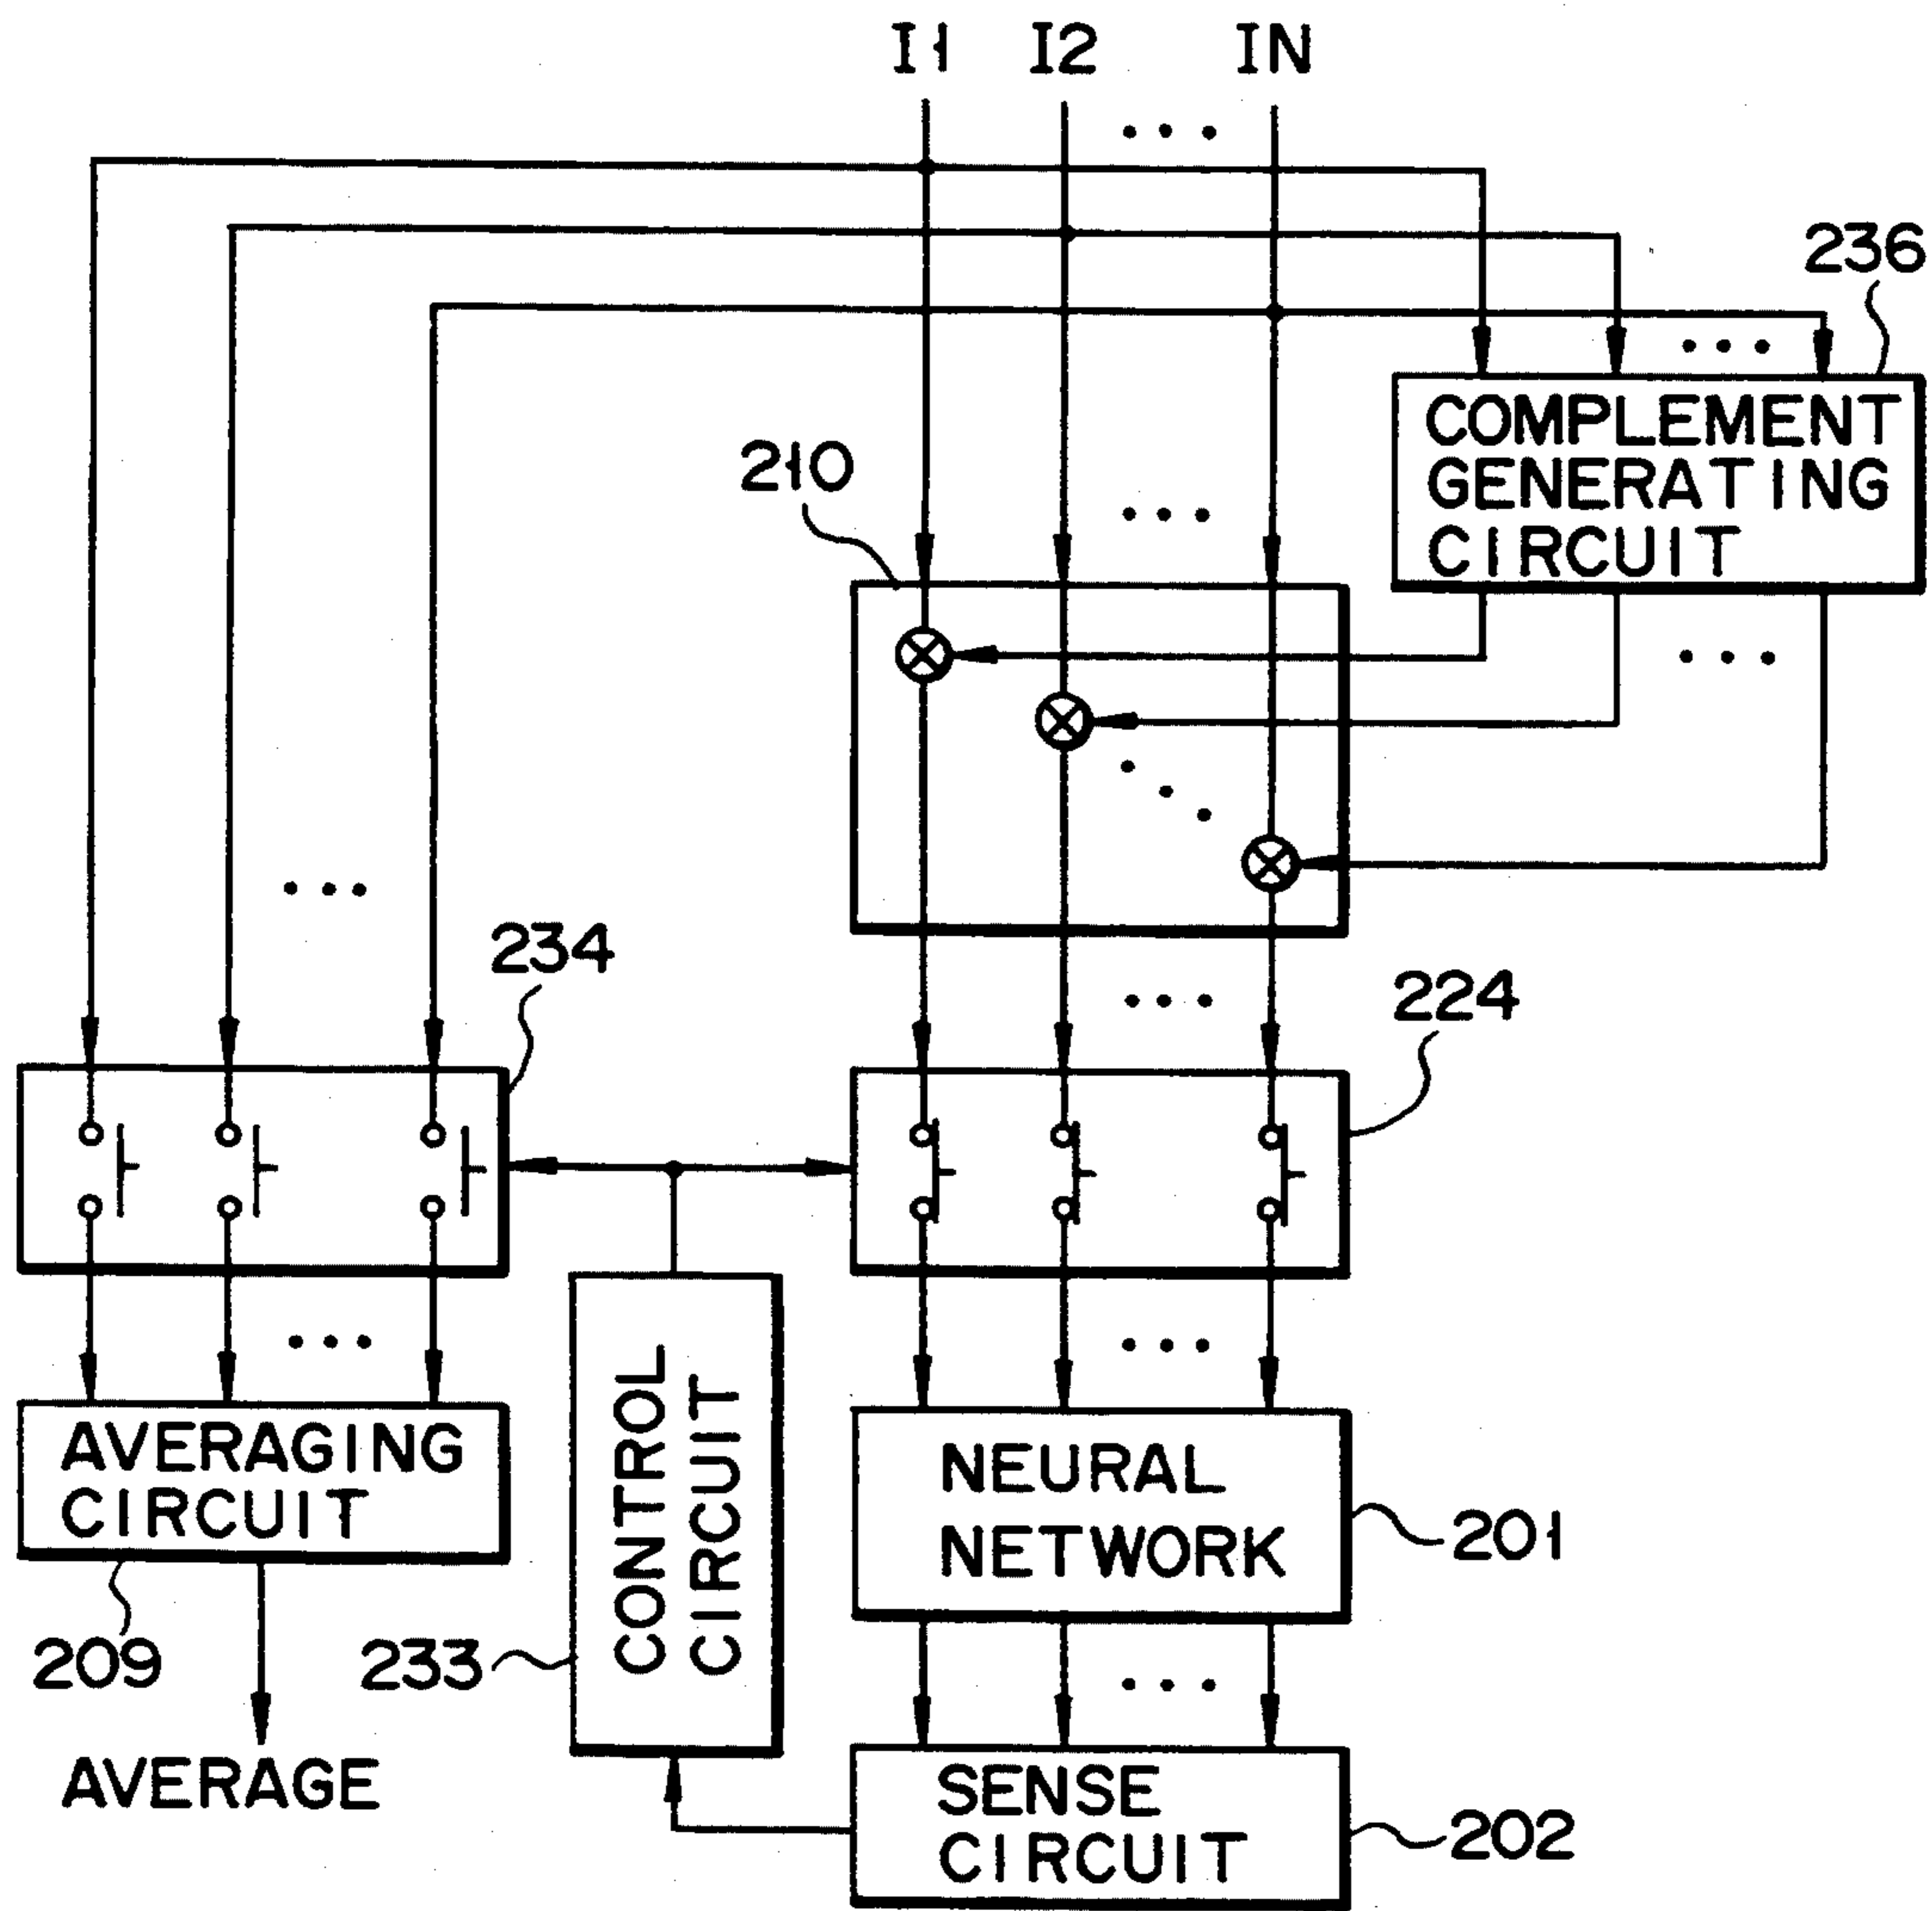 I1 I2 ... IN
236
...
COMPLEMENT
GENERATING
CIRCUIT
210
...
...
...
234
...
224
...
...
AVERAGING
CIRCUIT
CONTROL
CIRCUIT
NEURAL
NETWORK
201
209
233
...
AVERAGE
SENSE
CIRCUIT
202